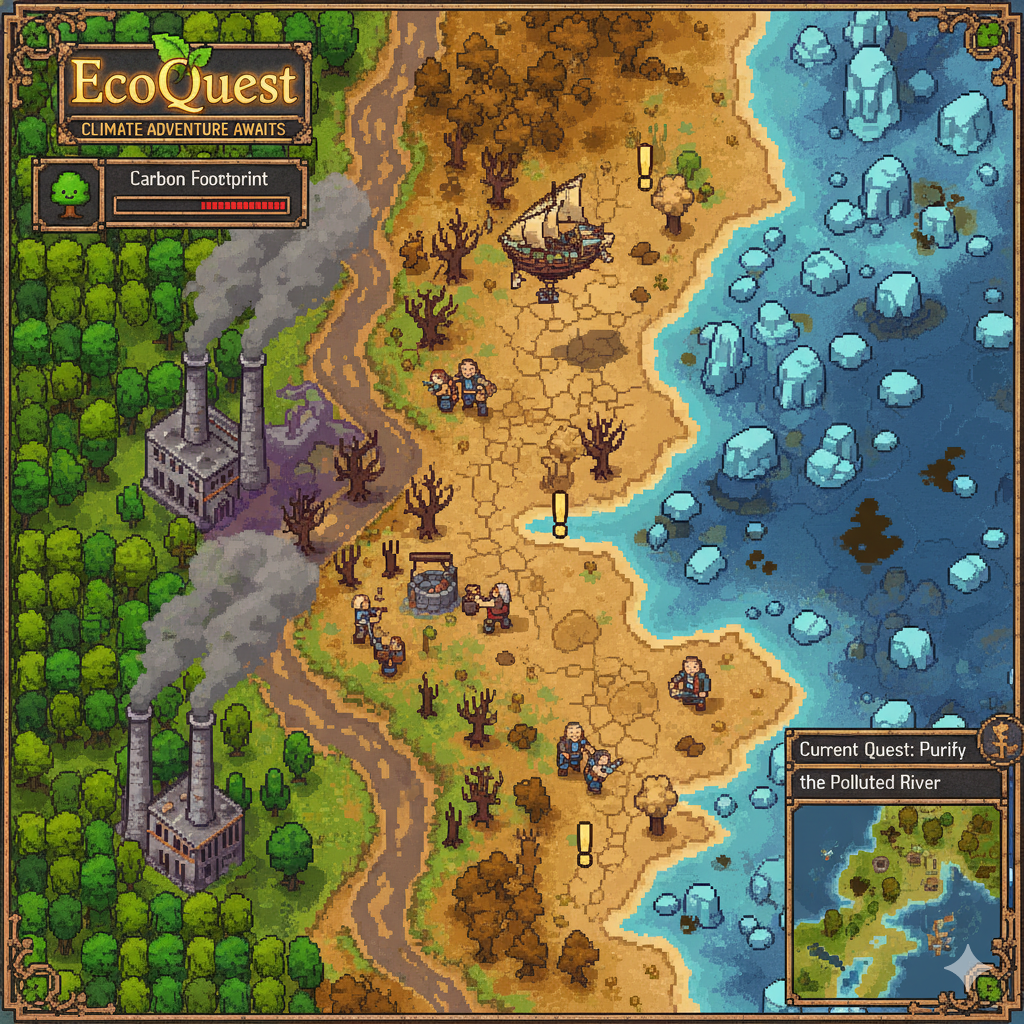 EcoQuest
CLIMATE ADVENTURE AWAITS
Carbon Footprint
!
!
!
Current Quest: Purify
the Polluted River